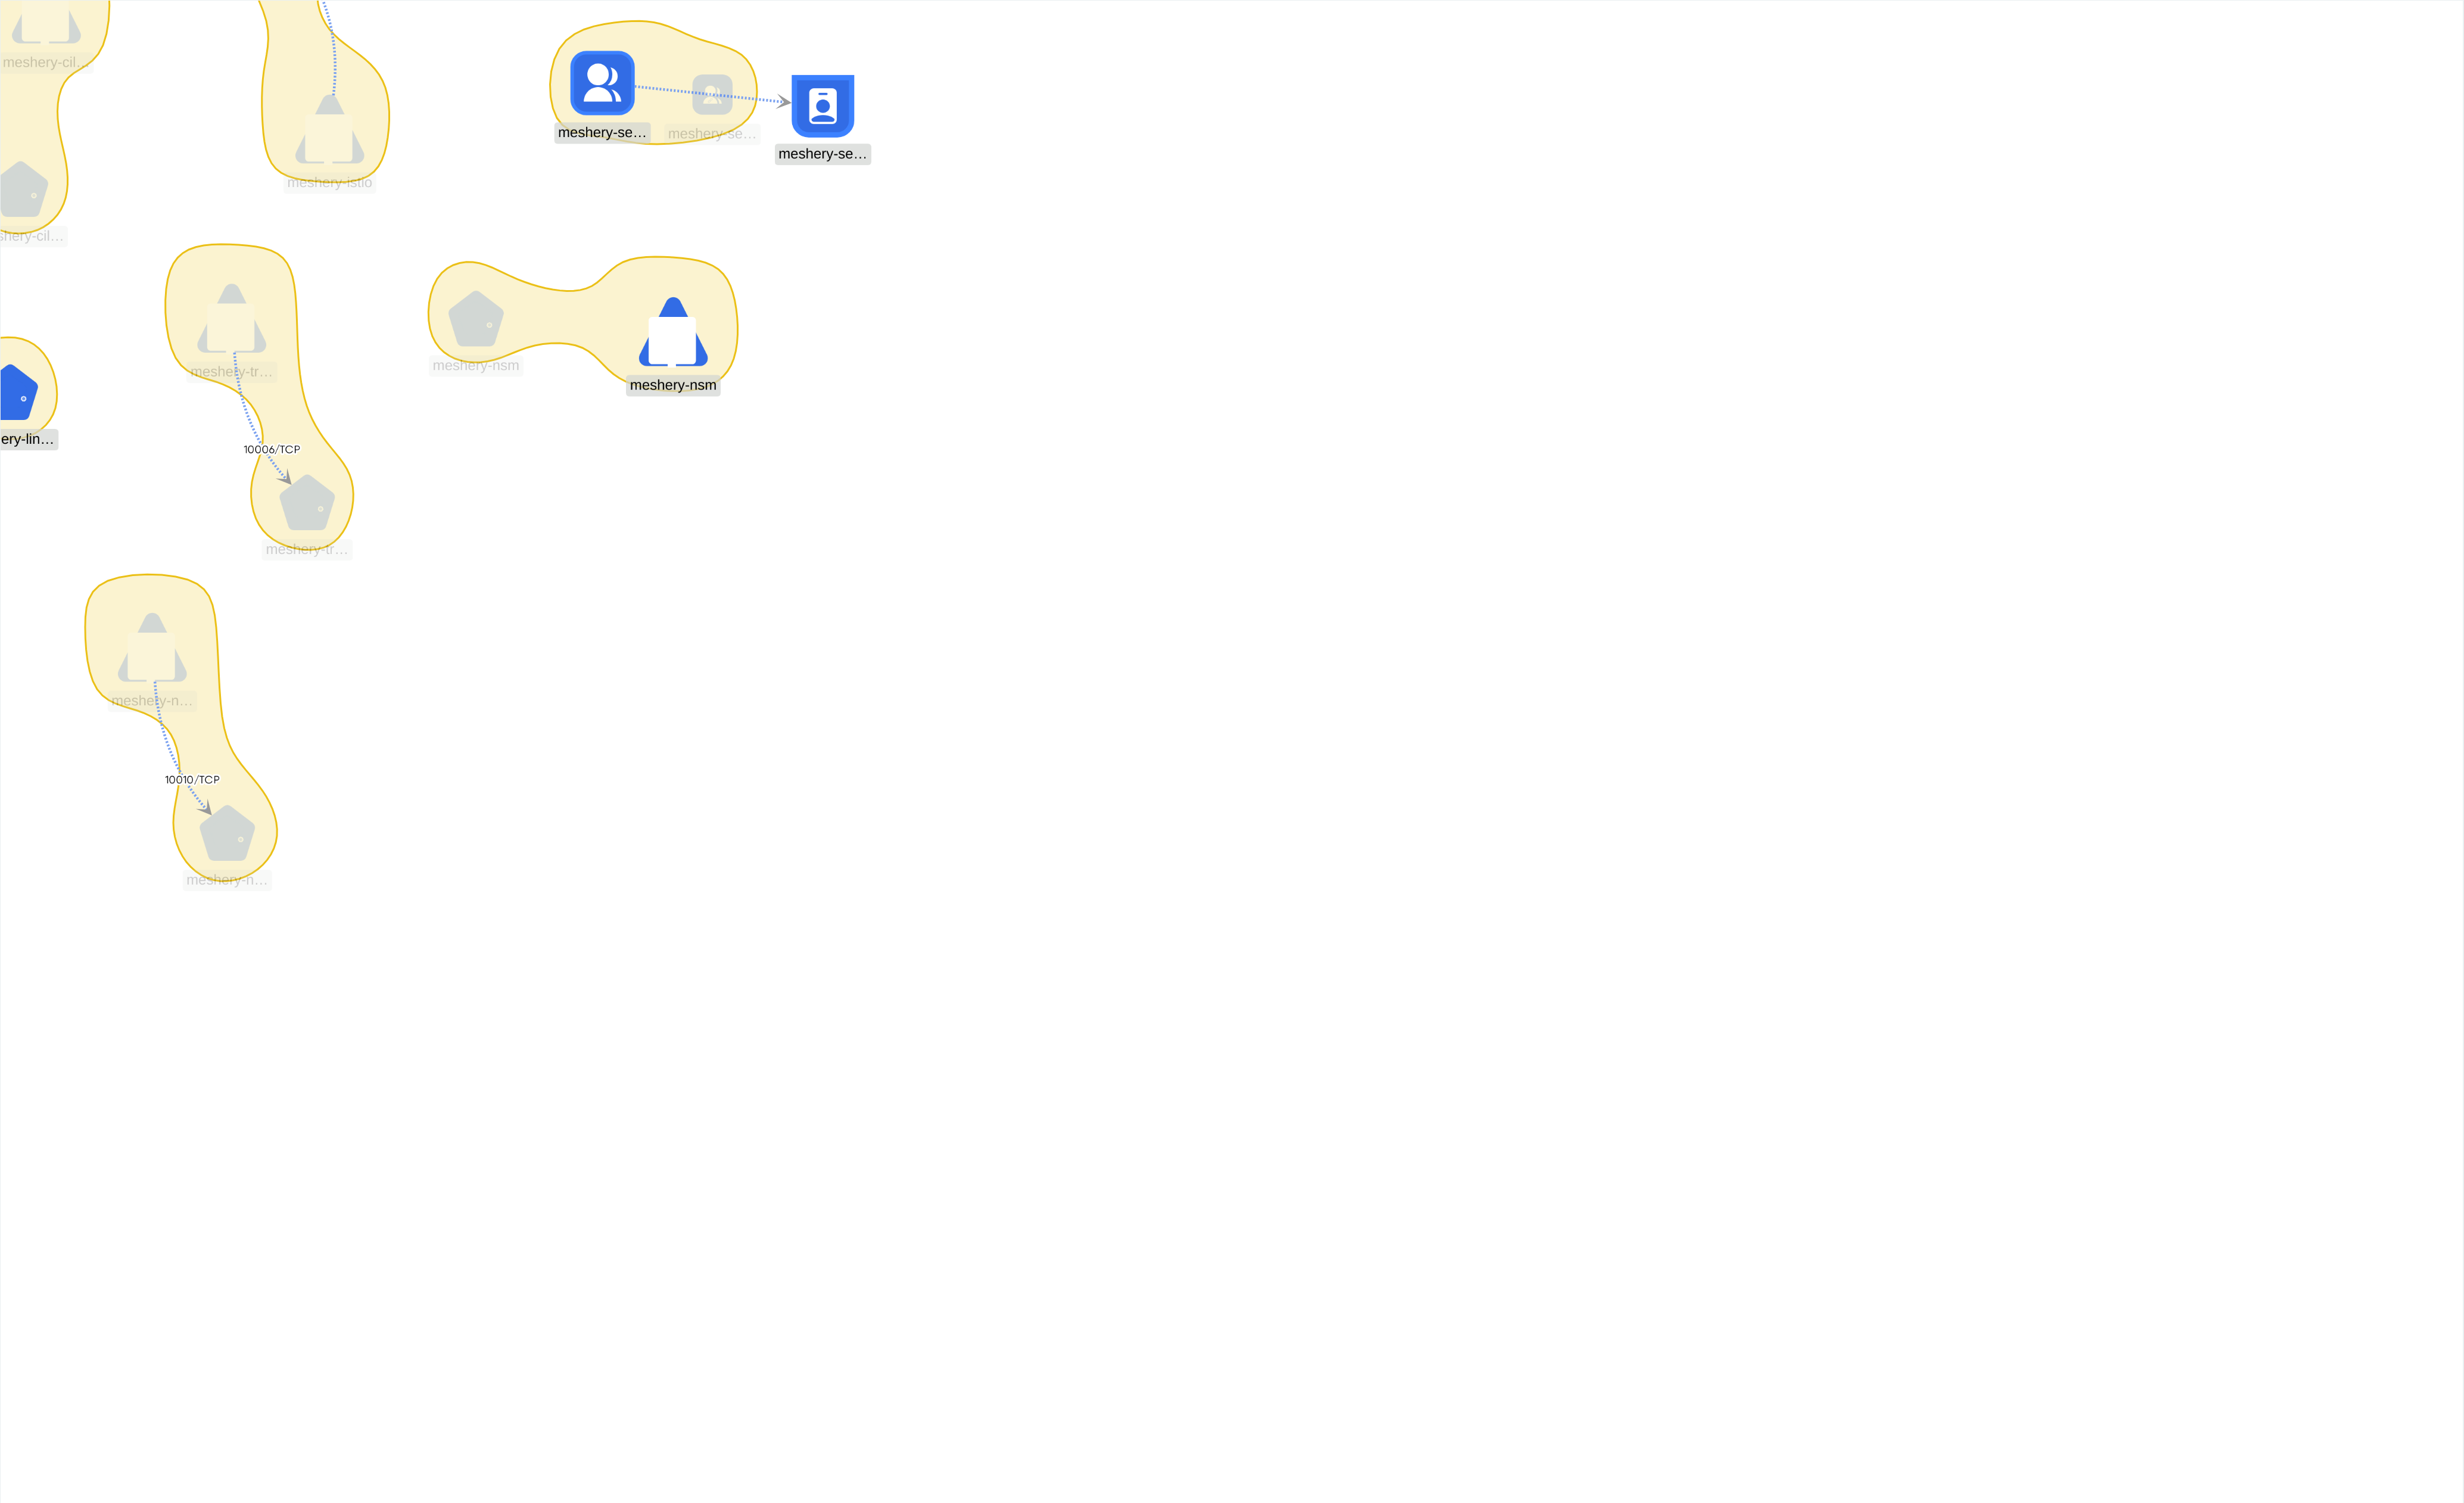 meshery-cil…
shery-cil…
meshery-istio
meshery-se…
meshery-se…
meshery-se…
meshery-tr…
10006/TCP
meshery-tr…
meshery-nsm
meshery-nsm
ery-lin…
meshery-n…
10010/TCP
meshery-n…